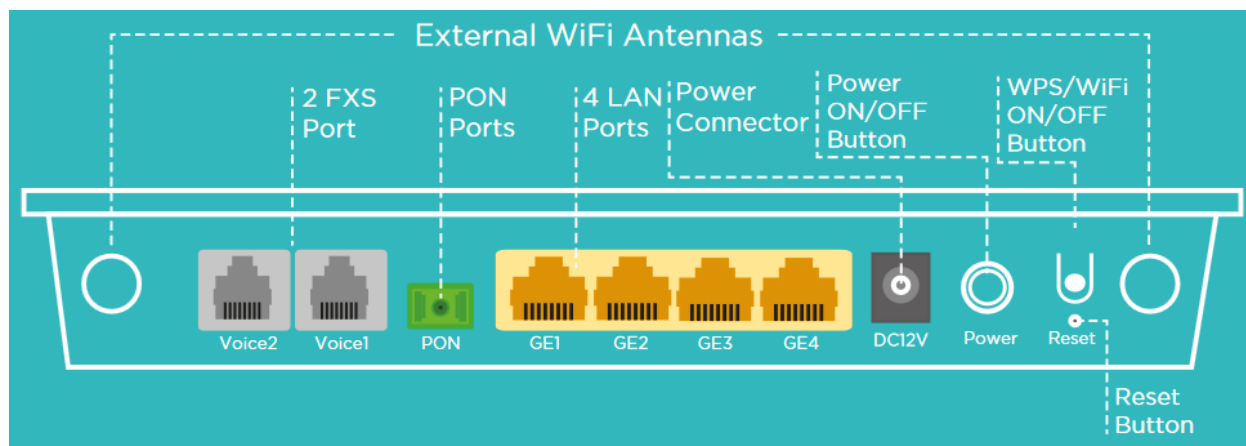 External WiFi Antennas
2 FXS
Port
PON
Ports
4 LAN
Ports
Power
Connector
Power
ON/OFF
Button
WPS/WiFi
ON/OFF
Button
Voice2
Voice1
PON
GE1
GE2
GE3
GE4
DC12V
Power
Reset
Reset
Button